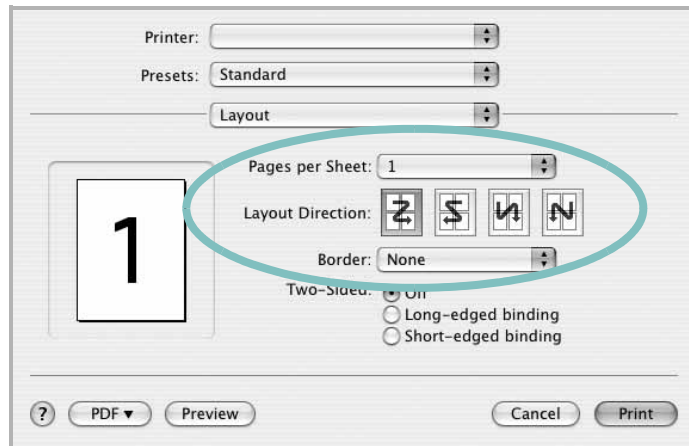 Printer:
Presets: Standard
Layout
Pages per Sheet: 1
Layout Direction:
Border: None
Two-Sided: Off
Long-edged binding
Short-edged binding
1
? PDF▼ Preview Cancel Print